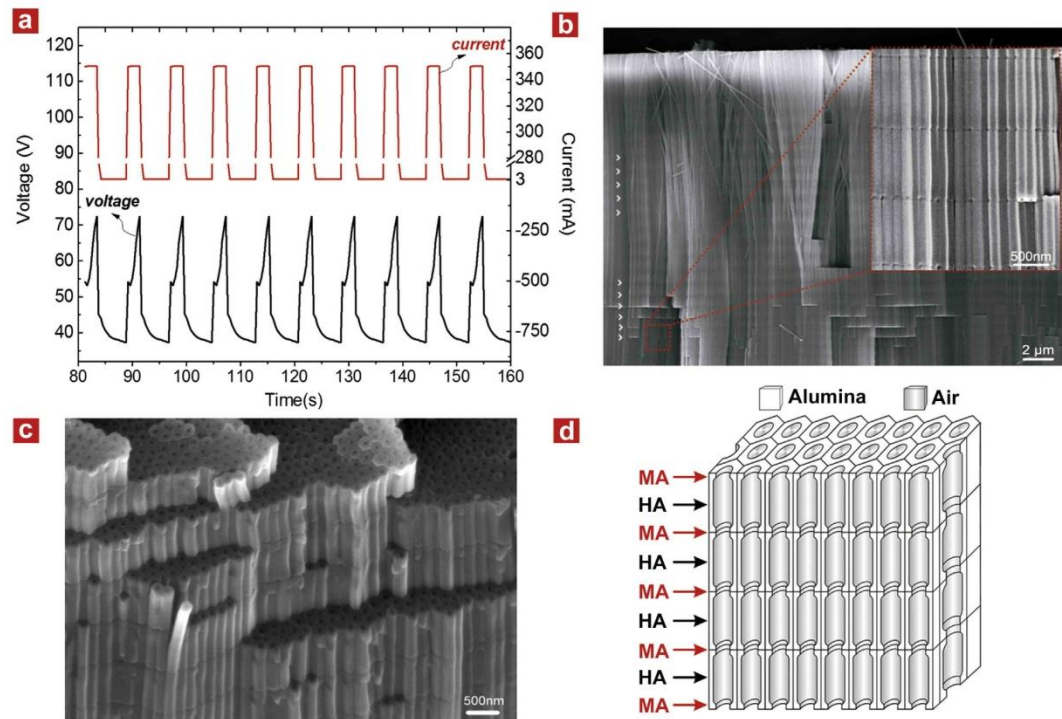 a
120
110
100
90
80
70
60
50
40
Voltage (V)
current
voltage
360
340
320
300
280
3
-250
-500
-750
Current (mA)
80 90 100 110 120 130 140 150 160
Time(s)
b
500nm
2 µm
c
500nm
d
Alumina Air
MA
HA
MA
HA
MA
HA
MA
HA
MA